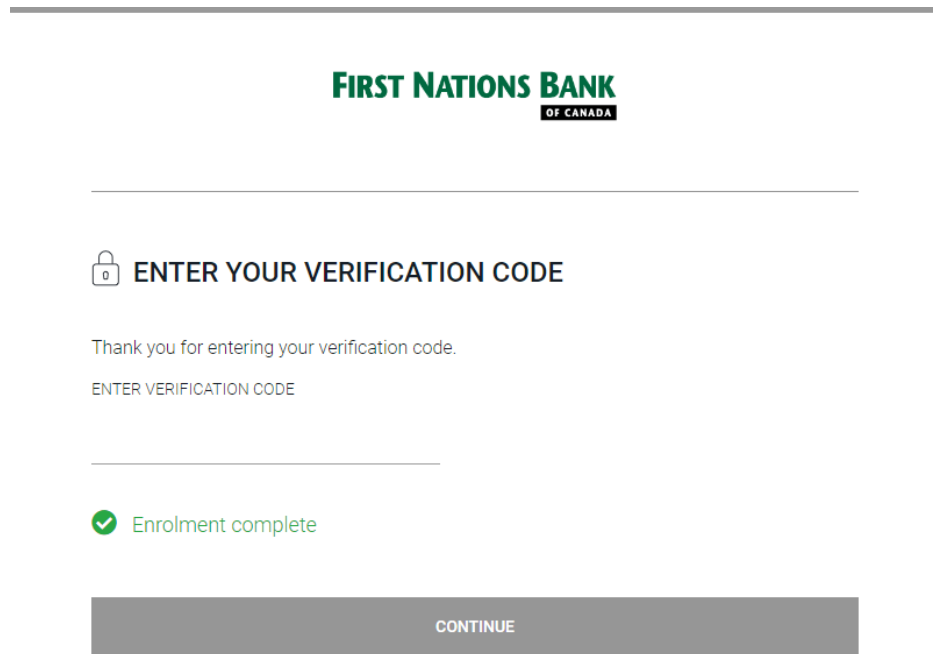 FIRST NATIONS BANK
OF CANADA
ENTER YOUR VERIFICATION CODE
Thank you for entering your verification code.
ENTER VERIFICATION CODE
Enrolment complete
CONTINUE